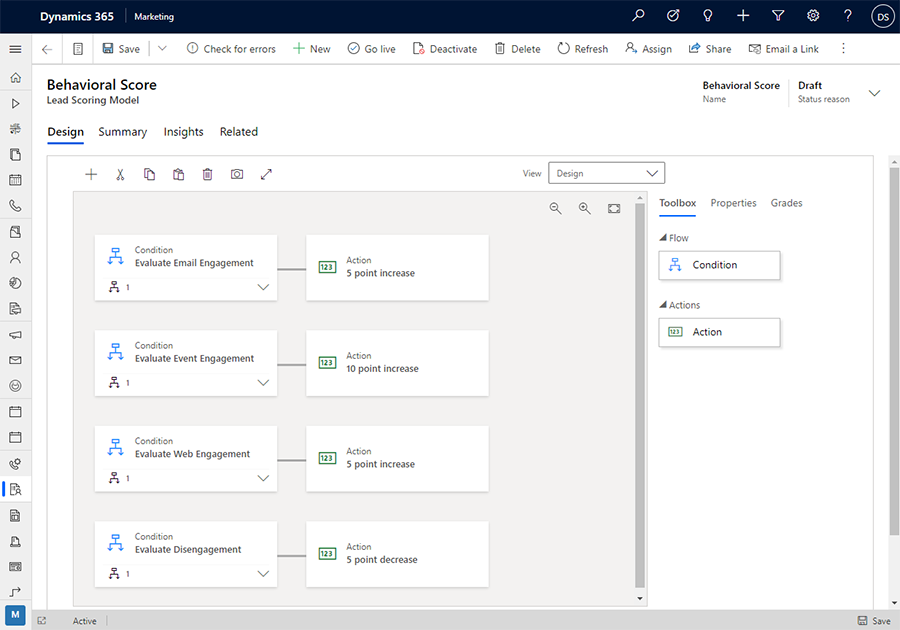 Dynamics 365 Marketing DS
Save Check for errors New Go live Deactivate Delete Refresh Assign Share Email a Link
Behavioral Score
Lead Scoring Model
Behavioral Score
Name
Draft
Status reason
Design Summary Insights Related
View Design
Toolbox Properties Grades
Flow
Condition
Actions
123 Action
Condition
Evaluate Email Engagement
1
123 Action
5 point increase
Condition
Evaluate Event Engagement
1
123 Action
10 point increase
Condition
Evaluate Web Engagement
1
123 Action
5 point increase
Condition
Evaluate Disengagement
1
123 Action
5 point decrease
M Active Save